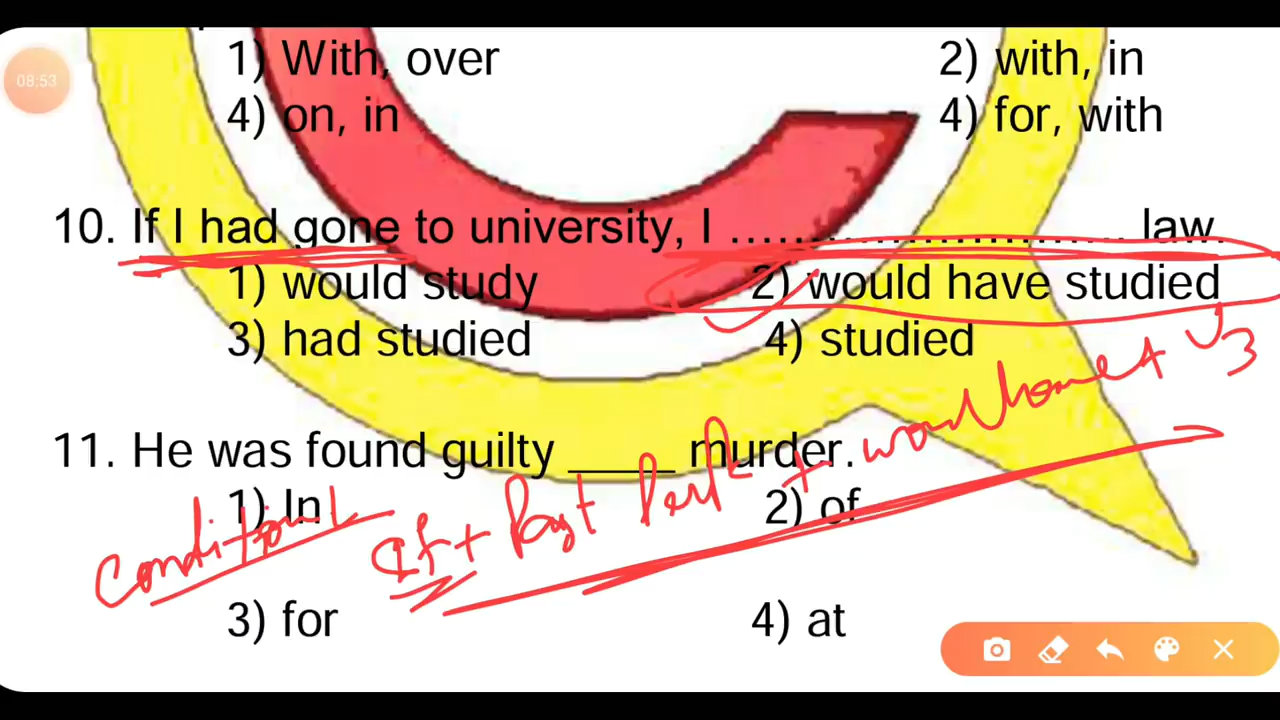 1) With, over 2) with, in
08:53
4) on, in 4) for, with
10. If I had gone to university, I ............................ law.
1) would study 2) would have studied
3) had studied 4) studied
11. He was found guilty _____ murder.
1) In 2) of
conditional If + Past Perf + would have + V3
3) for 4) at